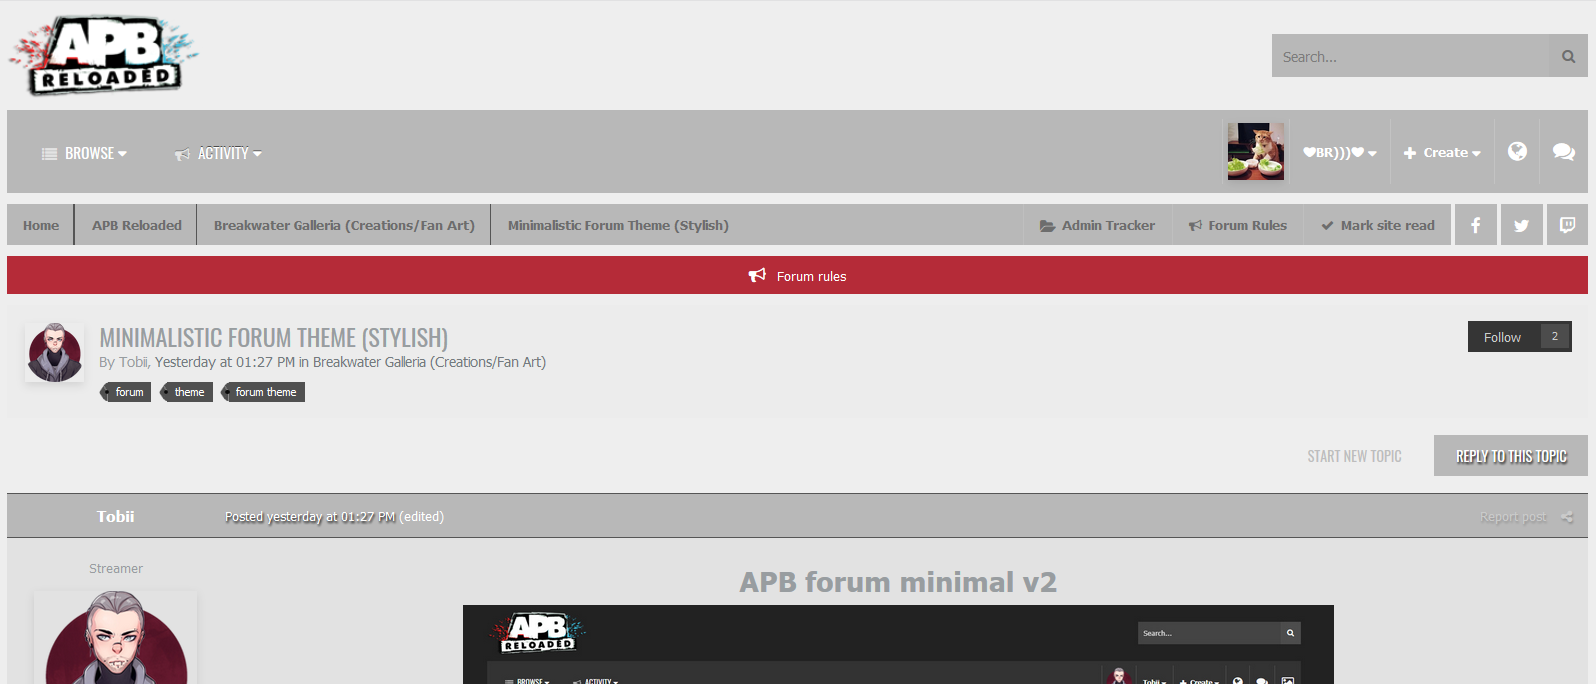 APB
RELOADED
Search...
BROWSE
ACTIVITY
♥BR)))♥
Create
Home
APB Reloaded
Breakwater Galleria (Creations/Fan Art)
Minimalistic Forum Theme (Stylish)
Admin Tracker
Forum Rules
Mark site read
Forum rules
MINIMALISTIC FORUM THEME (STYLISH)
By Tobii, Yesterday at 01:27 PM in Breakwater Galleria (Creations/Fan Art)
Follow 2
forum theme forum theme
START NEW TOPIC
REPLY TO THIS TOPIC
Tobii
Posted yesterday at 01:27 PM (edited)
Report post
Streamer
APB forum minimal v2
APB
RELOADED
Search...
BROWSE
ACTIVITY
Tobii
Create